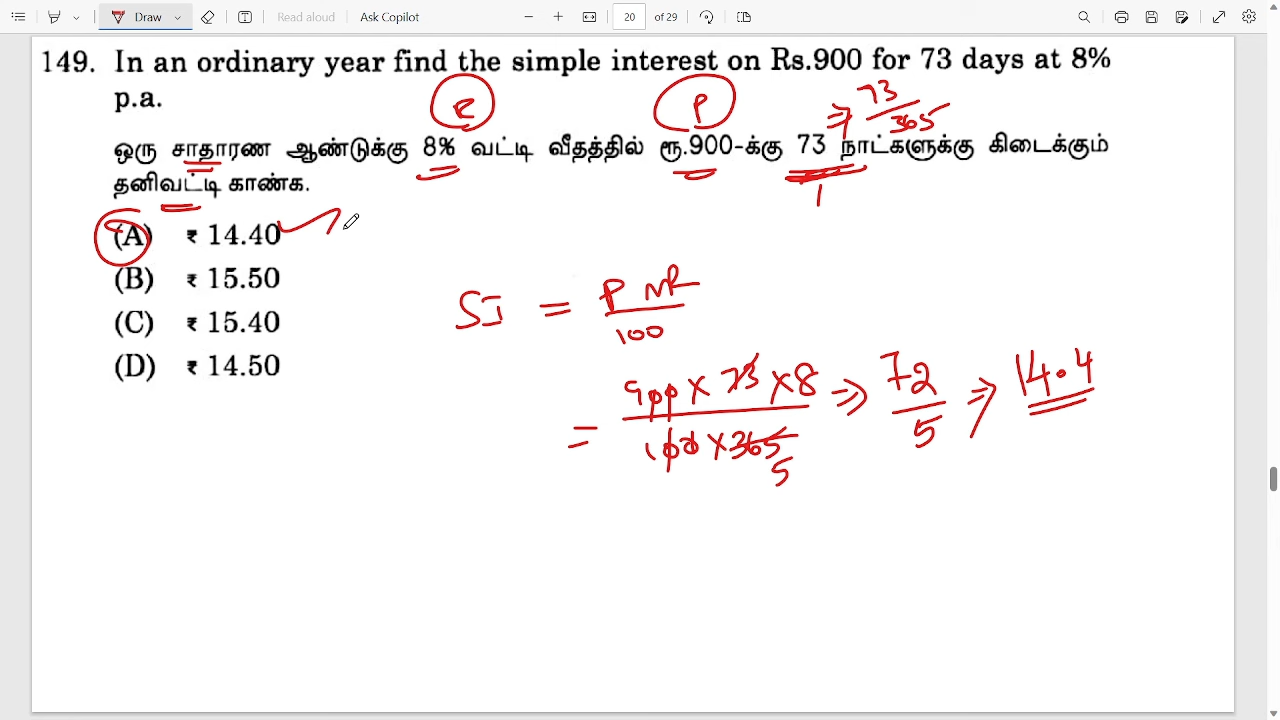 Draw
Read aloud
Ask Copilot
20 of 29
149. In an ordinary year find the simple interest on Rs.900 for 73 days at 8%
p.a.
R P ⇒ 73/365
ஒரு சாதாரண ஆண்டுக்கு 8% வட்டி வீதத்தில் ரூ.900-க்கு 73 நாட்களுக்கு கிடைக்கும்
தனிவட்டி காண்க.
(A) ₹ 14.40
(B) ₹ 15.50
(C) ₹ 15.40
(D) ₹ 14.50
SI = PNR/100
= 900 × 73 × 8 / 100 × 365 ⇒ 72/5 ⇒ 14.4
5